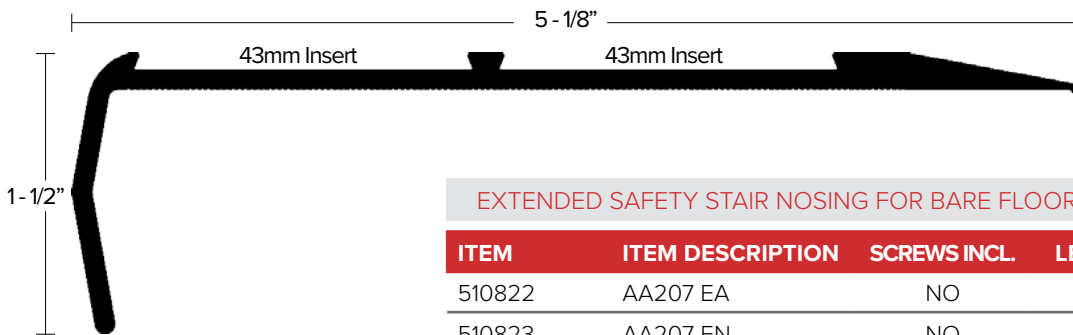 5 - 1/8”
43mm Insert 43mm Insert
1 - 1/2”
EXTENDED SAFETY STAIR NOSING FOR BARE FLOOR
ITEM ITEM DESCRIPTION SCREWS INCL.
510822 AA207 EA NO
510823 AA207 EN NO